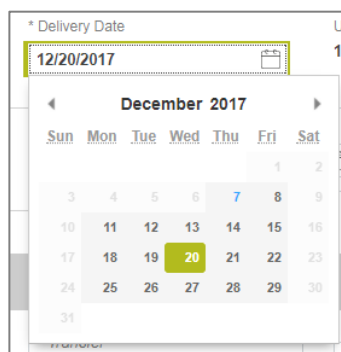 * Delivery Date
12/20/2017
December 2017
Sun Mon Tue Wed Thu Fri Sat
1 2
3 4 5 6 7 8 9
10 11 12 13 14 15 16
17 18 19 20 21 22 23
24 25 26 27 28 29 30
31
Transfer